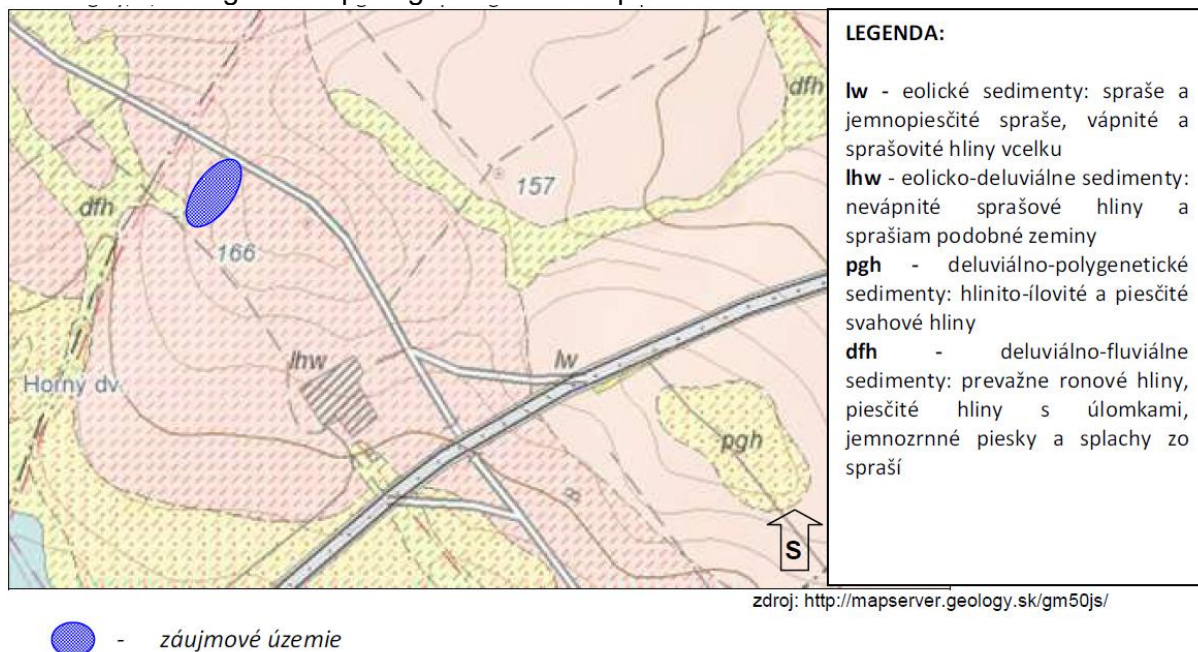 LEGENDA:
lw - eolické sedimenty: spraše a
jemnopiesčité spraše, vápnité a
sprašovité hliny vcelku
lhw - eolicko-deluviálne sedimenty:
nevápnité sprašové hliny a
sprašiam podobné zeminy
pgh - deluviálno-polygenetické
sedimenty: hlinito-ílovité a piesčité
svahové hliny
dfh - deluviálno-fluviálne
sedimenty: prevažne ronové hliny,
piesčité hliny s úlomkami,
jemnozrnné piesky a splachy zo
spraší
dfh
157
dfh
166
lhw
lw
Horný dv.
pgh
S
zdroj: http://mapserver.geology.sk/gm50js/
- záujmové územie